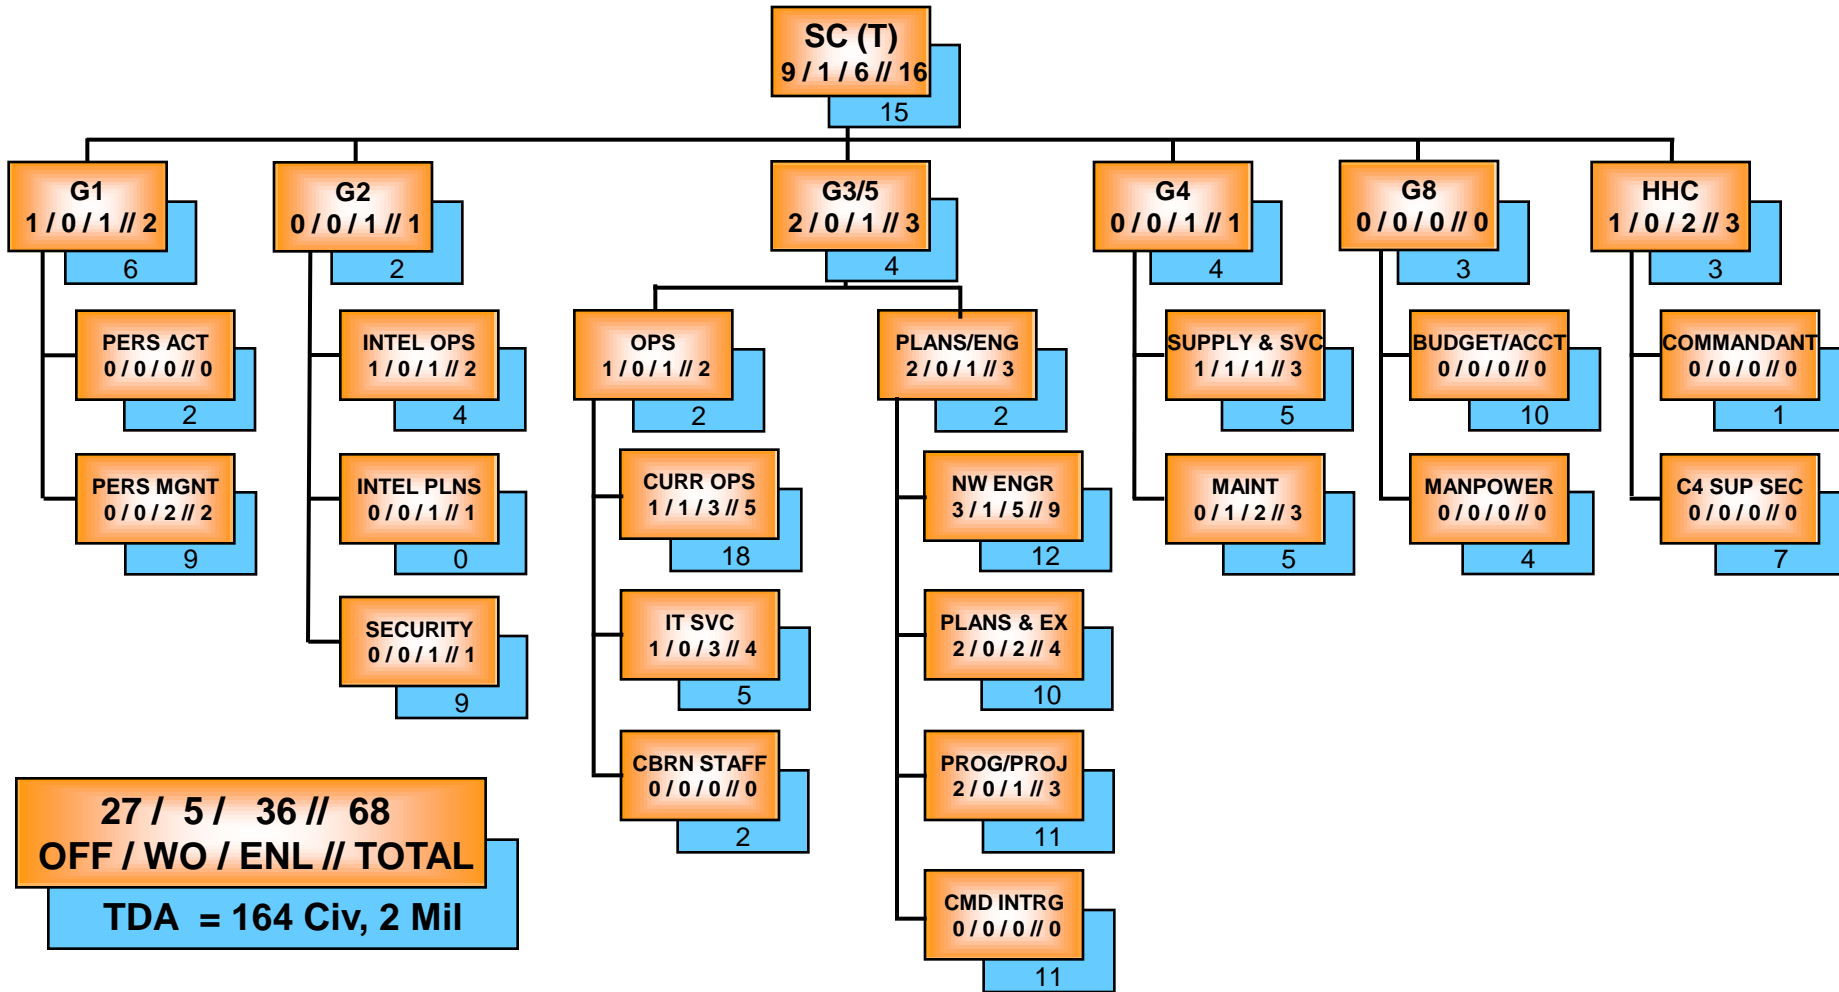 SC (T)
9 / 1 / 6 // 16
15
G1
1 / 0 / 1 // 2
6
G2
0 / 0 / 1 // 1
2
G3/5
2 / 0 / 1 // 3
4
G4
0 / 0 / 1 // 1
4
G8
0 / 0 / 0 // 0
3
HHC
1 / 0 / 2 // 3
3
PERS ACT
0 / 0 / 0 // 0
2
PERS MGNT
0 / 0 / 2 // 2
9
INTEL OPS
1 / 0 / 1 // 2
4
INTEL PLNS
0 / 0 / 1 // 1
0
SECURITY
0 / 0 / 1 // 1
9
OPS
1 / 0 / 1 // 2
2
CURR OPS
1 / 1 / 3 // 5
18
IT SVC
1 / 0 / 3 // 4
5
CBRN STAFF
0 / 0 / 0 // 0
2
PLANS/ENG
2 / 0 / 1 // 3
2
NW ENGR
3 / 1 / 5 // 9
12
PLANS & EX
2 / 0 / 2 // 4
10
PROG/PROJ
2 / 0 / 1 // 3
11
CMD INTRG
0 / 0 / 0 // 0
11
SUPPLY & SVC
1 / 1 / 1 // 3
5
MAINT
0 / 1 / 2 // 3
5
BUDGET/ACCT
0 / 0 / 0 // 0
10
MANPOWER
0 / 0 / 0 // 0
4
COMMANDANT
0 / 0 / 0 // 0
1
C4 SUP SEC
0 / 0 / 0 // 0
7
27 / 5 / 36 // 68
OFF / WO / ENL // TOTAL
TDA = 164 Civ, 2 Mil